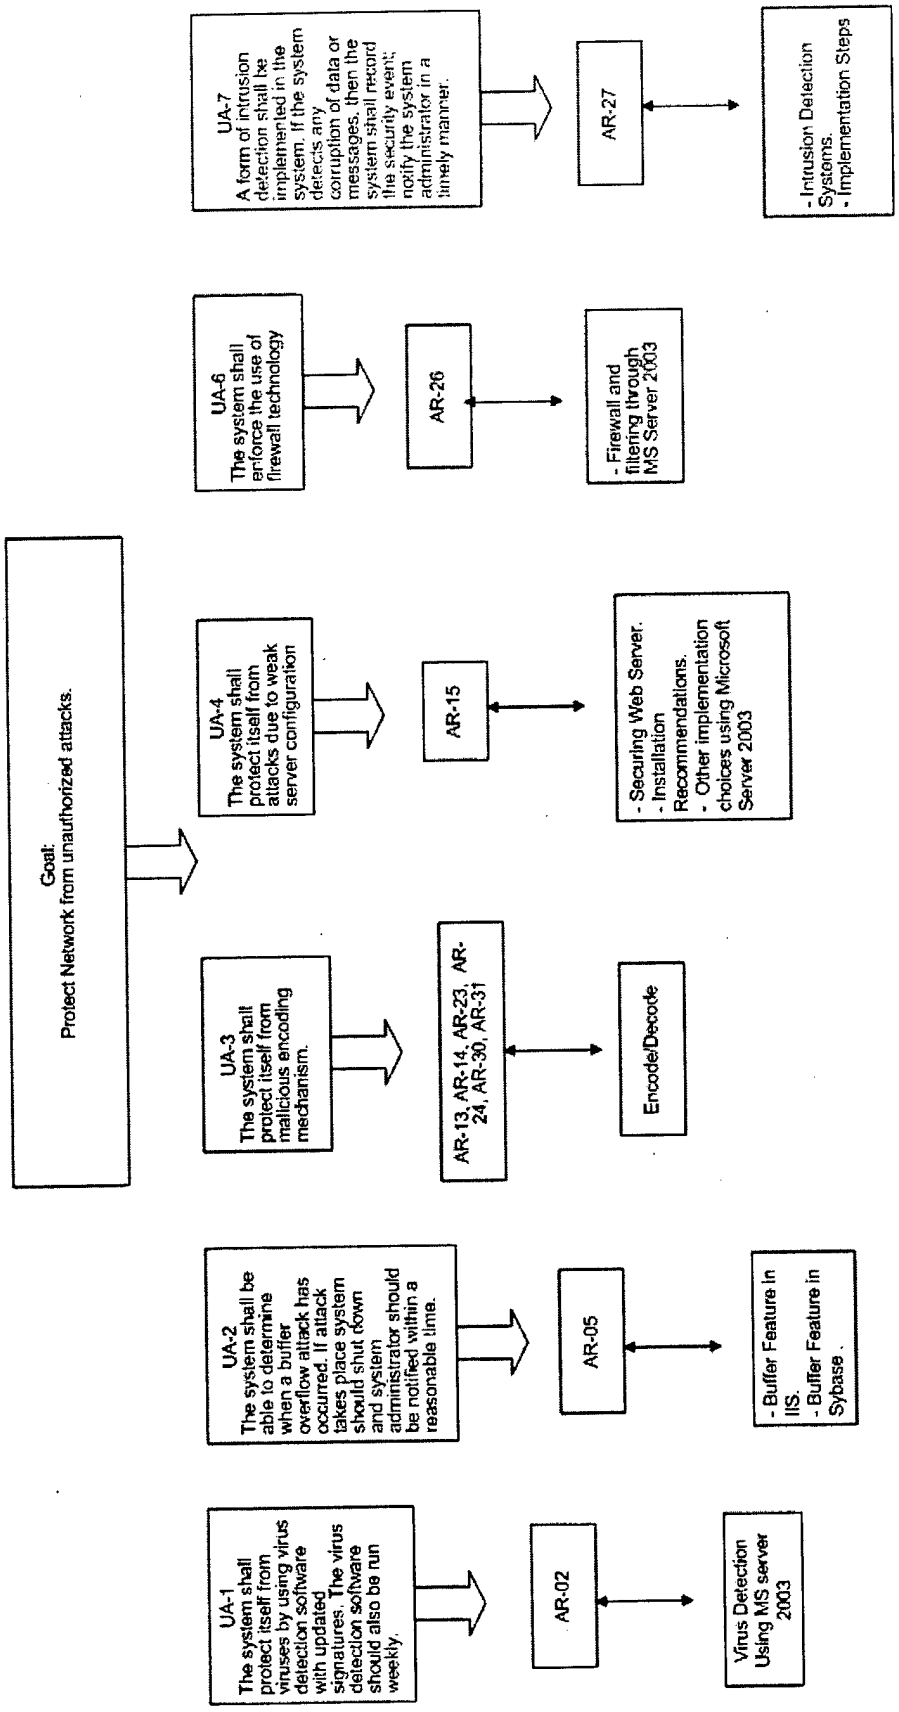 Goal:
Protect Network from unauthorized attacks.
UA-1
The system shall
protect itself from
viruses by using virus
detection software
with updated
signatures. The virus
detection software
should also be run
weekly.
AR-02
Virus Detection
Using MS server
2003
UA-2
The system shall be
able to determine
when a buffer
overflow attack has
occurred. If attack
takes place system
should shut down
and system
administrator should
be notified within a
reasonable time.
AR-05
- Buffer Feature in
IIS.
- Buffer Feature in
Sybase .
UA-3
The system shall
protect itself from
malicious encoding
mechanism.
AR-13, AR-14, AR-23, AR-
24, AR-30, AR-31
Encode/Decode
UA-4
The system shall
protect itself from
attacks due to weak
server configuration
AR-15
- Securing Web Server.
- Installation
Recommendations.
- Other implementation
choices using Microsoft
Server 2003
UA-6
The system shall
enforce the use of
firewall technology
AR-26
- Firewall and
filtering through
MS Server 2003
UA-7
A form of intrusion
detection shall be
implemented in the
system. If the system
detects any
corruption of data or
messages, then the
system shall record
the security event;
notify the system
administrator in a
timely manner.
AR-27
- Intrusion Detection
Systems.
- Implementation Steps